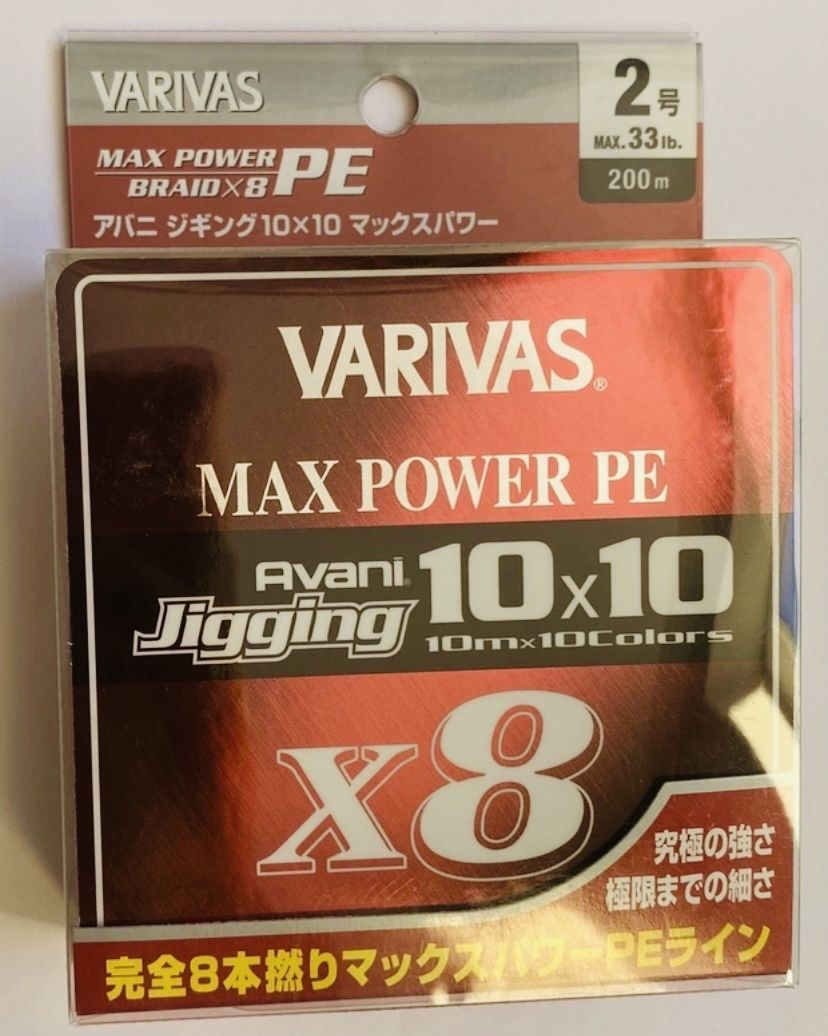 VARIVAS
2号
MAX.33lb.
200m
MAX POWER PE
BRAID×8
アバニ ジギング10×10 マックスパワー
VARIVAS®
MAX POWER PE
Avani® 10×10
Jigging 10m×10Colors
X8
究極の強さ
極限までの細さ
完全8本撚りマックスパワーPEライン